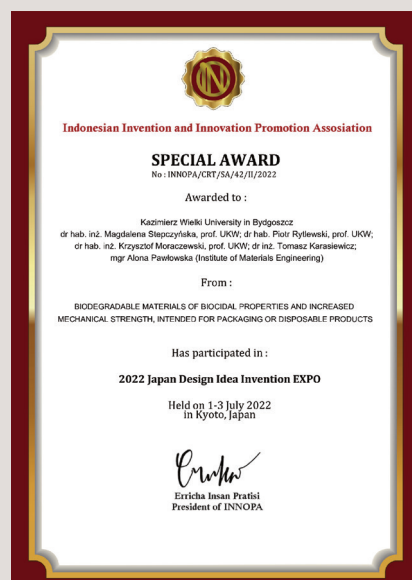 Indonesian Invention and Innovation Promotion Assosiation
SPECIAL AWARD
No : INNOPA/CRT/SA/42/II/2022
Awarded to :
Kazimierz Wielki University in Bydgoszcz
dr hab. inż. Magdalena Stepczyńska, prof. UKW; dr hab. Piotr Rytlewski, prof. UKW;
dr hab. inż. Krzysztof Moraczewski, prof. UKW; dr inż. Tomasz Karasiewicz;
mgr Alona Pawłowska (Institute of Materials Engineering)
From :
BIODEGRADABLE MATERIALS OF BIOCIDAL PROPERTIES AND INCREASED
MECHANICAL STRENGTH, INTENDED FOR PACKAGING OR DISPOSABLE PRODUCTS
Has participated in :
2022 Japan Design Idea Invention EXPO
Held on 1-3 July 2022
in Kyoto, Japan
Erricha Insan Pratisi
President of INNOPA